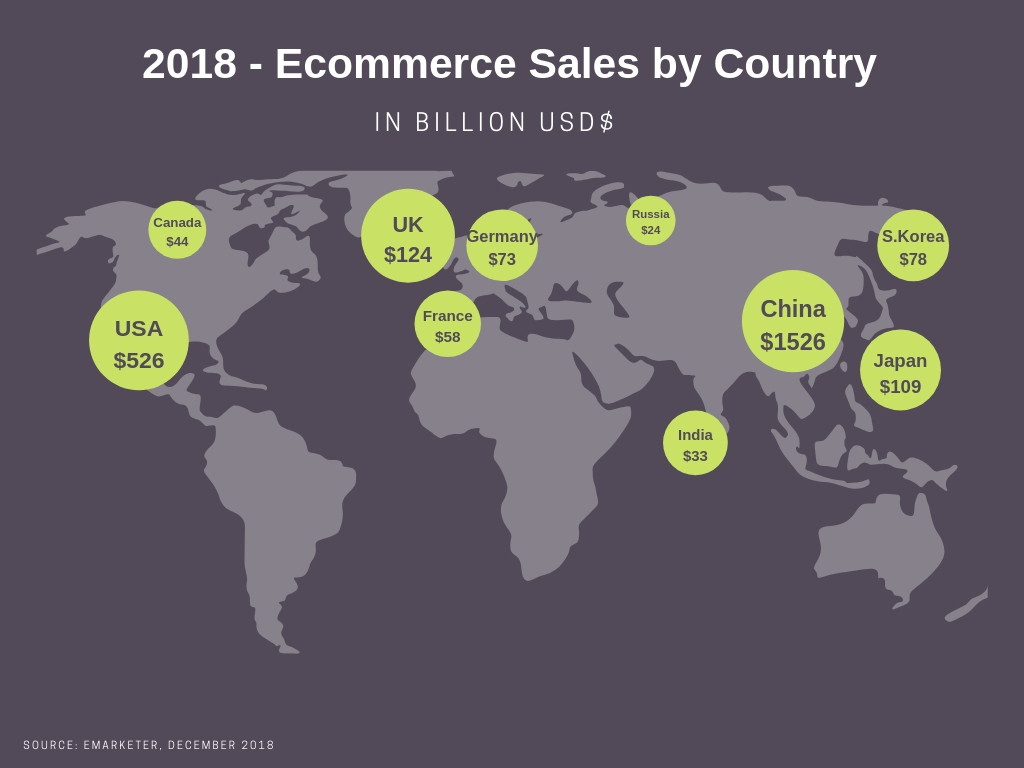 2018 - Ecommerce Sales by Country
IN BILLION USD$
Canada
$44
UK
$124
Germany
$73
Russia
$24
S.Korea
$78
USA
$526
France
$58
China
$1526
Japan
$109
India
$33
SOURCE: EMARKETER, DECEMBER 2018